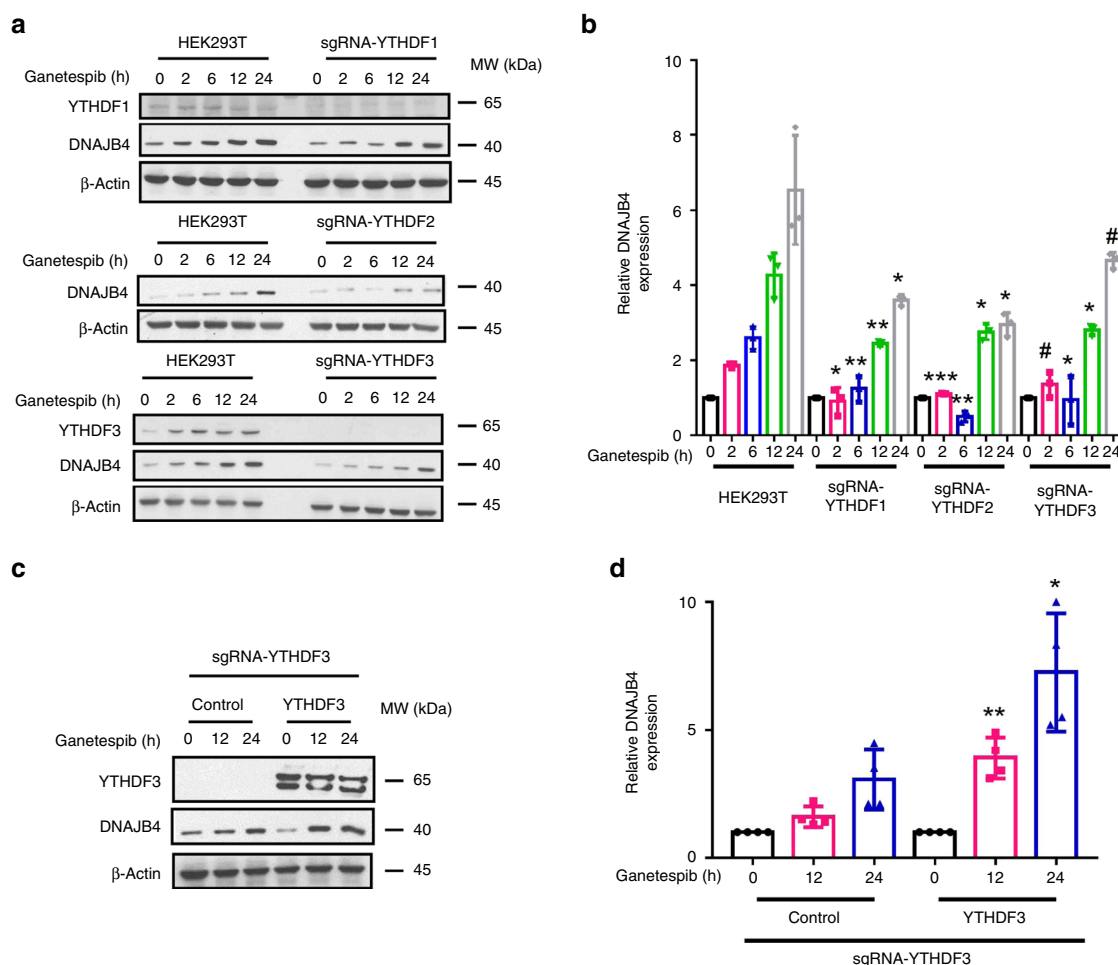 a
HEK293T sgRNA-YTHDF1
MW (kDa)
Ganetespib (h) 0 2 6 12 24 0 2 6 12 24
YTHDF1 65
DNAJB4 40
β-Actin 45
HEK293T sgRNA-YTHDF2
Ganetespib (h) 0 2 6 12 24 0 2 6 12 24
DNAJB4 40
β-Actin 45
HEK293T sgRNA-YTHDF3
Ganetespib (h) 0 2 6 12 24 0 2 6 12 24
YTHDF3 65
DNAJB4 40
β-Actin 45
b
Relative DNAJB4
expression
10
8
6
4
2
0
* ** ** *
*** ** * *
# * * #
Ganetespib (h) 0 2 6 12 24 0 2 6 12 24 0 2 6 12 24 0 2 6 12 24
HEK293T sgRNA-YTHDF1 sgRNA-YTHDF2 sgRNA-YTHDF3
c
sgRNA-YTHDF3
Control YTHDF3 MW (kDa)
Ganetespib (h) 0 12 24 0 12 24
YTHDF3 65
DNAJB4 40
β-Actin 45
d
Relative DNAJB4
expression
10
5
0
** *
Ganetespib (h) 0 12 24 0 12 24
Control YTHDF3
sgRNA-YTHDF3